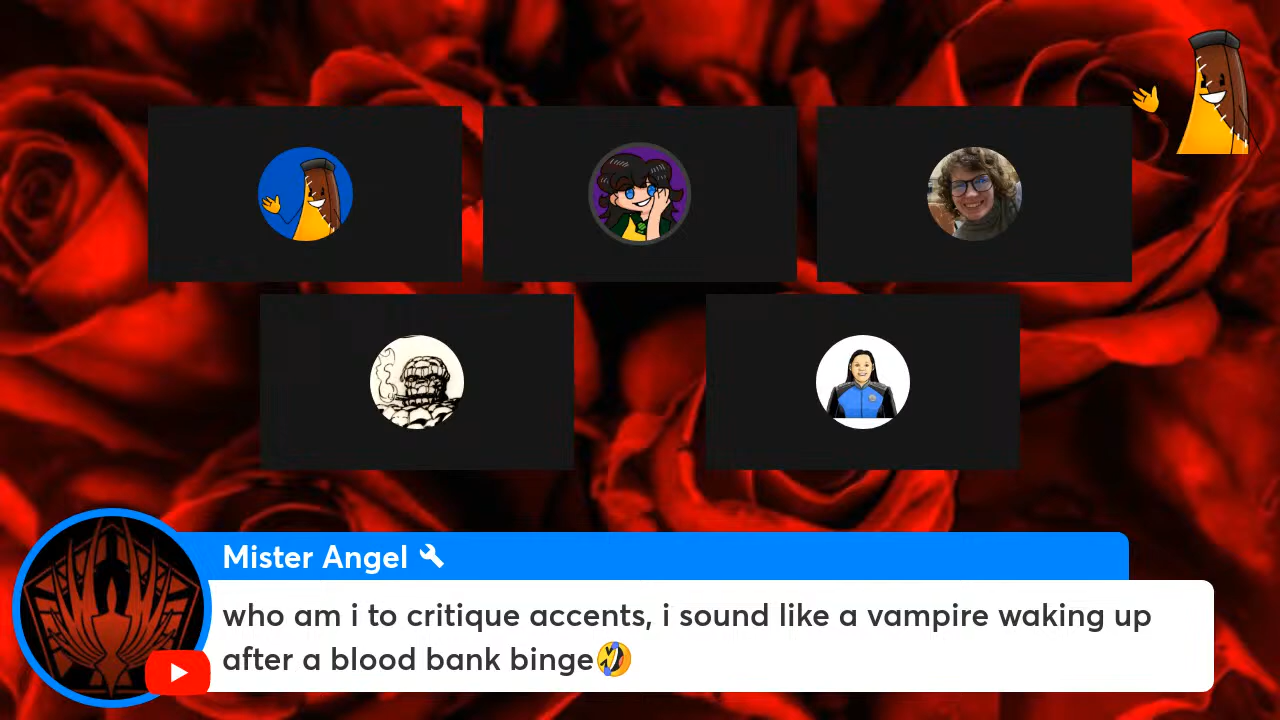 Mister Angel
who am i to critique accents, i sound like a vampire waking up
after a blood bank binge🤣